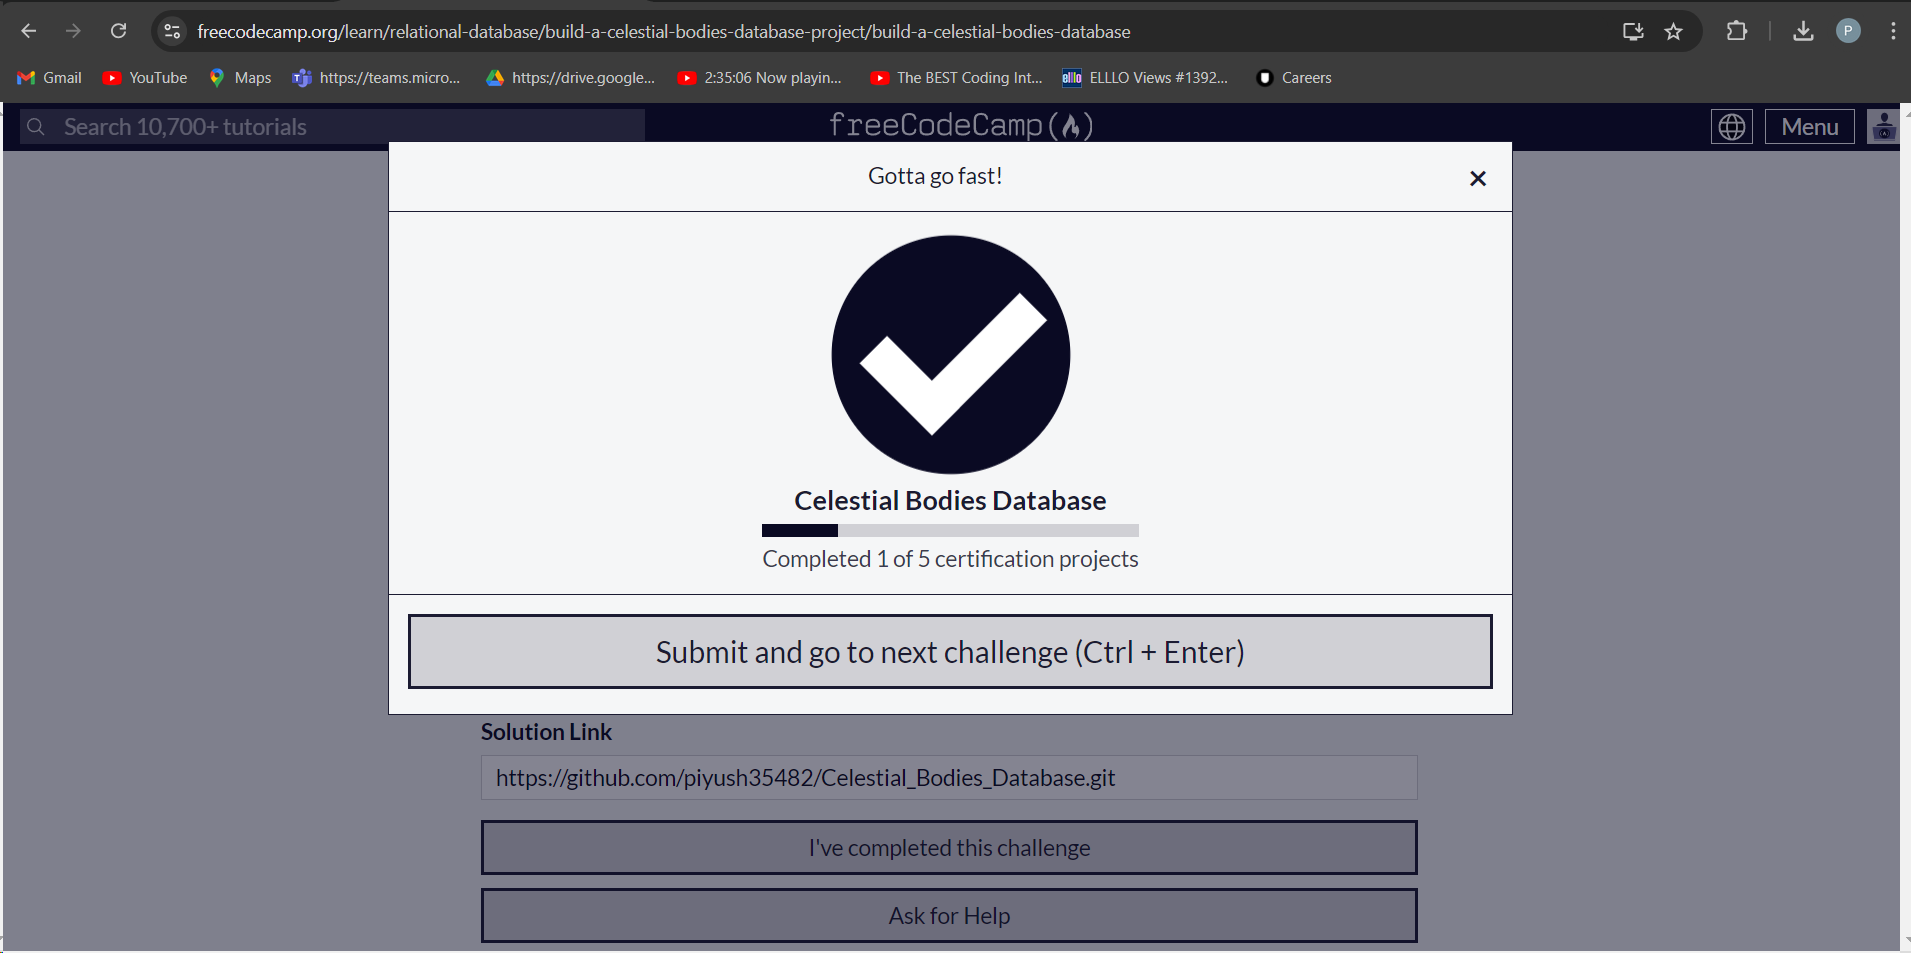 freecodecamp.org/learn/relational-database/build-a-celestial-bodies-database-project/build-a-celestial-bodies-database
P
Gmail YouTube Maps https://teams.micro... https://drive.google... 2:35:06 Now playin... The BEST Coding Int... elllo ELLLO Views #1392... Careers
Search 10,700+ tutorials freeCodeCamp Menu
Gotta go fast!
Celestial Bodies Database
Completed 1 of 5 certification projects
Submit and go to next challenge (Ctrl + Enter)
Solution Link
https://github.com/piyush35482/Celestial_Bodies_Database.git
I've completed this challenge
Ask for Help